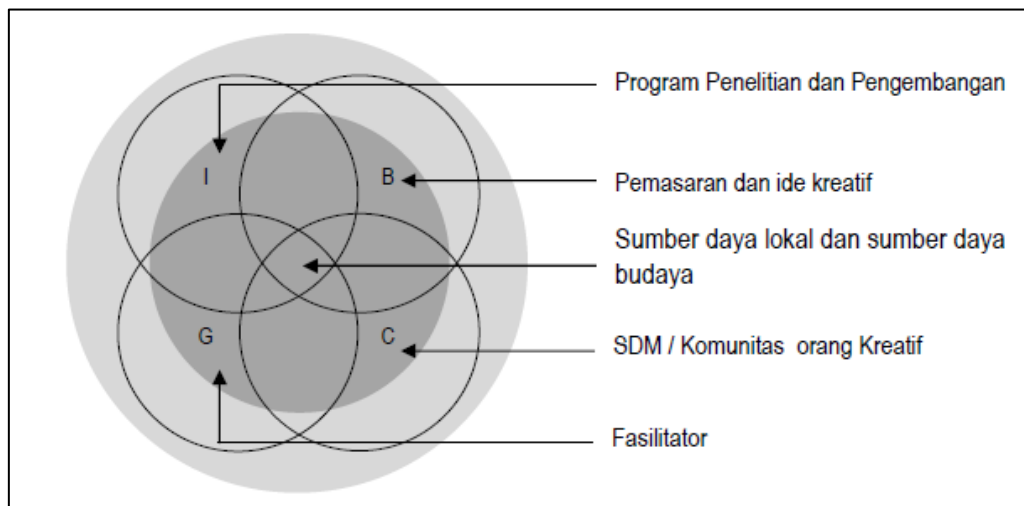 Program Penelitian dan Pengembangan
I
B
Pemasaran dan ide kreatif
Sumber daya lokal dan sumber daya
budaya
G
C
SDM / Komunitas orang Kreatif
Fasilitator